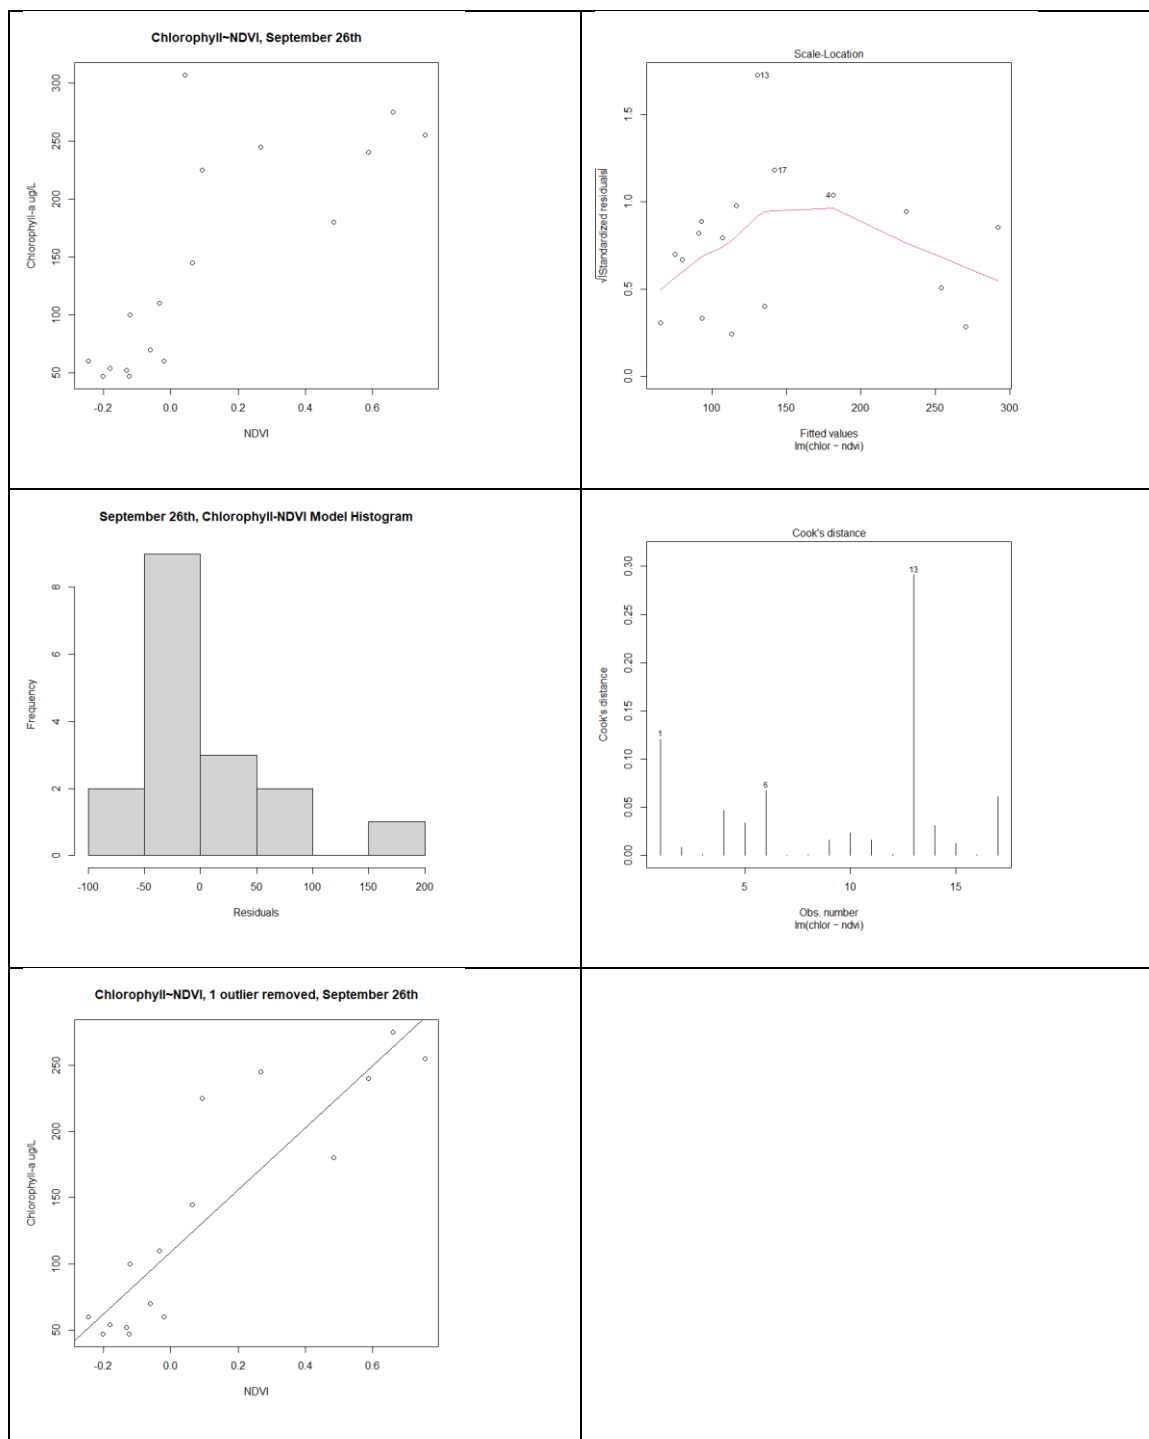 Chlorophyll~NDVI, September 26th
300
250
200
150
100
50
Chlorophyll-a ug/L
-0.2 0.0 0.2 0.4 0.6
NDVI
Scale-Location
13
17
4
1.5
1.0
0.5
0.0
√|Standardized residuals|
100 150 200 250 300
Fitted values
lm(chlor ~ ndvi)
September 26th, Chlorophyll-NDVI Model Histogram
8
6
4
2
0
Frequency
-100 -50 0 50 100 150 200
Residuals
Cook's distance
0.30
0.25
0.20
0.15
0.10
0.05
0.00
Cook's distance
13
1
6
5 10 15
Obs. number
lm(chlor ~ ndvi)
Chlorophyll~NDVI, 1 outlier removed, September 26th
250
200
150
100
50
Chlorophyll-a ug/L
-0.2 0.0 0.2 0.4 0.6
NDVI